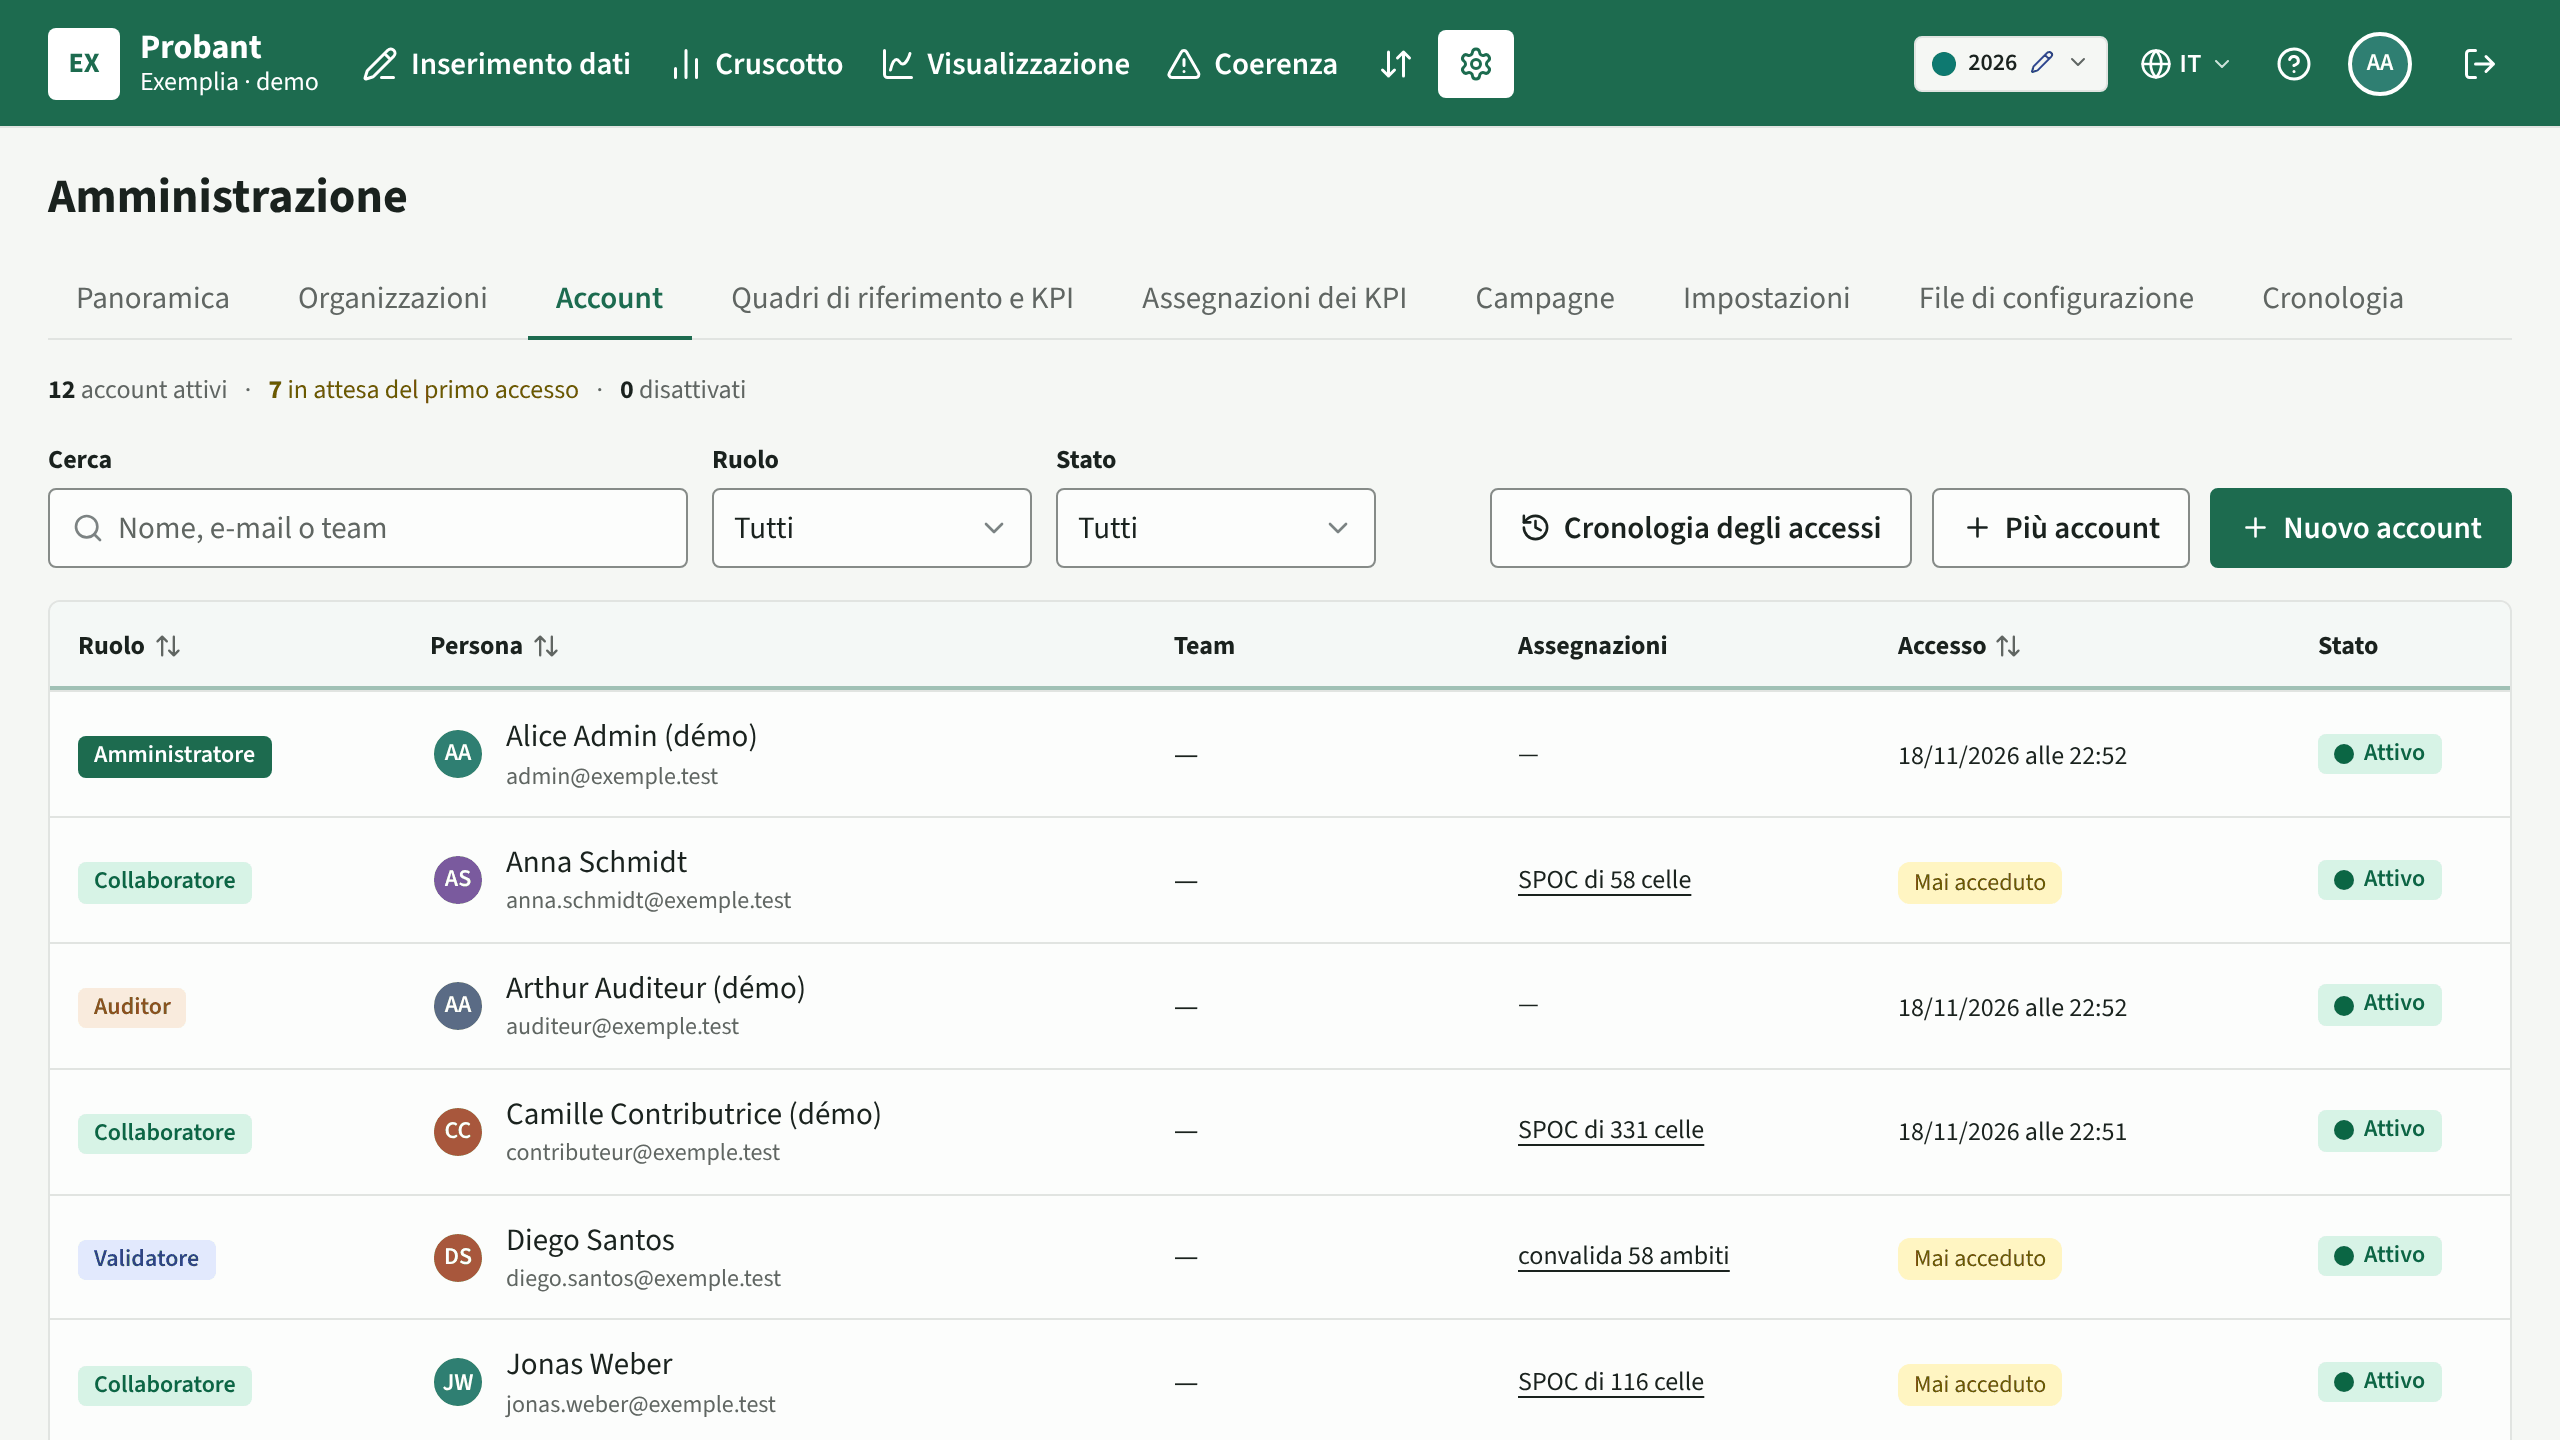 EX
Probant
Exemplia · demo
Inserimento dati
Cruscotto
Visualizzazione
Coerenza
2026
IT
AA
Amministrazione
Panoramica
Organizzazioni
Account
Quadri di riferimento e KPI
Assegnazioni dei KPI
Campagne
Impostazioni
File di configurazione
Cronologia
12 account attivi · 7 in attesa del primo accesso · 0 disattivati
Cerca
Ruolo
Stato
Nome, e-mail o team
Tutti
Tutti
Cronologia degli accessi
Più account
Nuovo account
Ruolo
Persona
Team
Assegnazioni
Accesso
Stato
Amministratore
AA
Alice Admin (démo)
admin@exemple.test
—
—
18/11/2026 alle 22:52
Attivo
Collaboratore
AS
Anna Schmidt
anna.schmidt@exemple.test
—
SPOC di 58 celle
Mai acceduto
Attivo
Auditor
AA
Arthur Auditeur (démo)
auditeur@exemple.test
—
—
18/11/2026 alle 22:52
Attivo
Collaboratore
CC
Camille Contributrice (démo)
contributeur@exemple.test
—
SPOC di 331 celle
18/11/2026 alle 22:51
Attivo
Validatore
DS
Diego Santos
diego.santos@exemple.test
—
convalida 58 ambiti
Mai acceduto
Attivo
Collaboratore
JW
Jonas Weber
jonas.weber@exemple.test
—
SPOC di 116 celle
Mai acceduto
Attivo